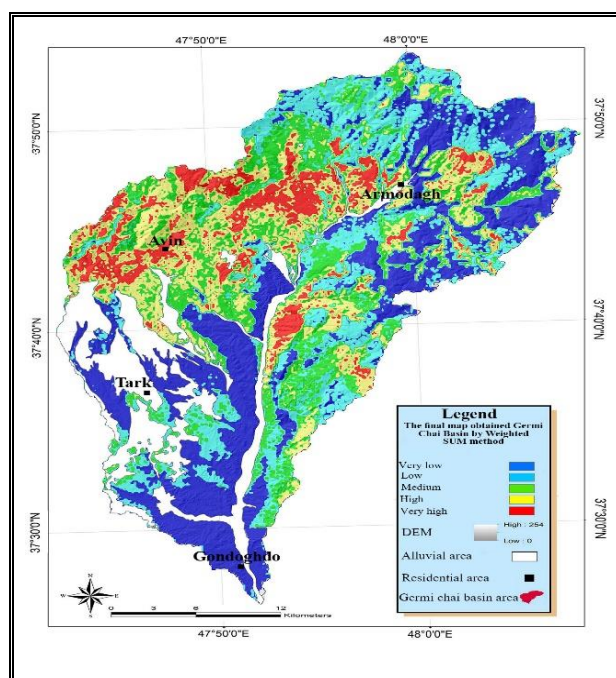 47°50'0"E 48°0'0"E
37°50'0"N 37°50'0"N
Armodagh
Avin
37°40'0"N 37°40'0"N
Tark
Legend
The final map obtained Germi
Chai Basin by Weighted
SUM method
Very low
Low
Medium
High
Very high
DEM High : 254
Low : 0
Alluvial area
Residential area
Germi chai basin area
37°30'0"N 37°30'0"N
Gondoghdo
N
W E
S
0 3 6 12
Kilometers
47°50'0"E 48°0'0"E